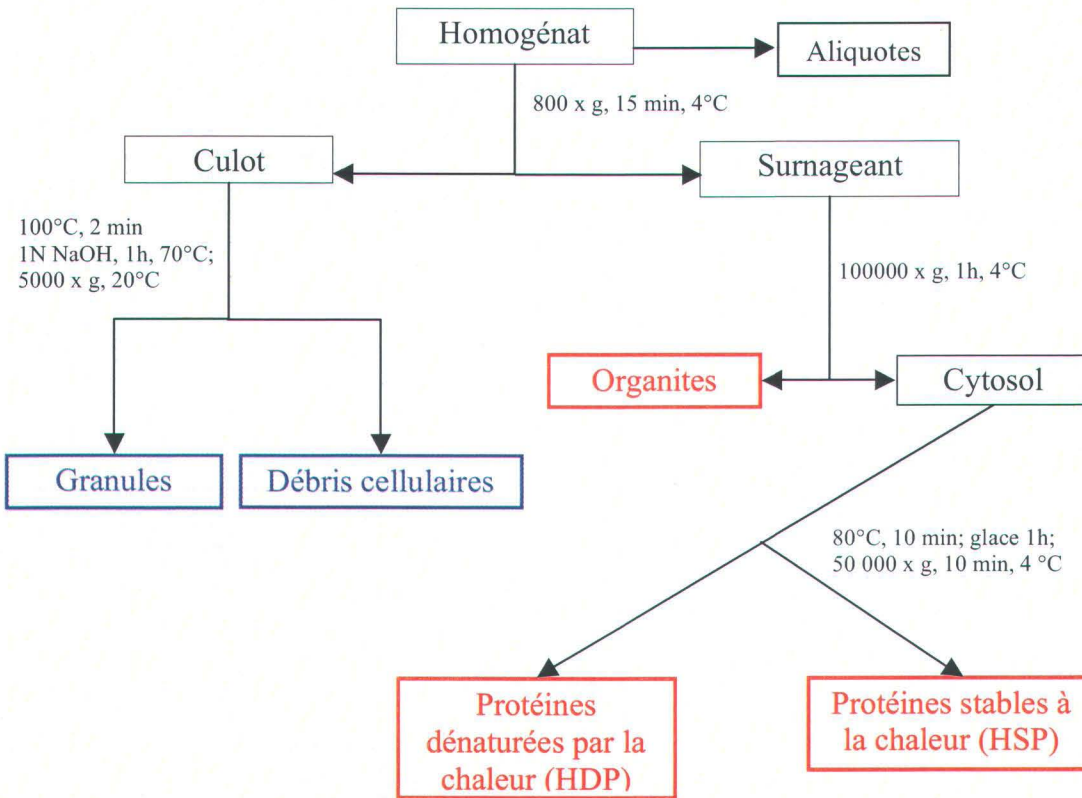 Homogénat
Aliquotes
800 x g, 15 min, 4°C
Culot
Surnageant
100°C, 2 min
1N NaOH, 1h, 70°C;
5000 x g, 20°C
100000 x g, 1h, 4°C
Organites
Cytosol
Granules
Débris cellulaires
80°C, 10 min; glace 1h;
50 000 x g, 10 min, 4 °C
Protéines
dénaturées par la
chaleur (HDP)
Protéines stables à
la chaleur (HSP)